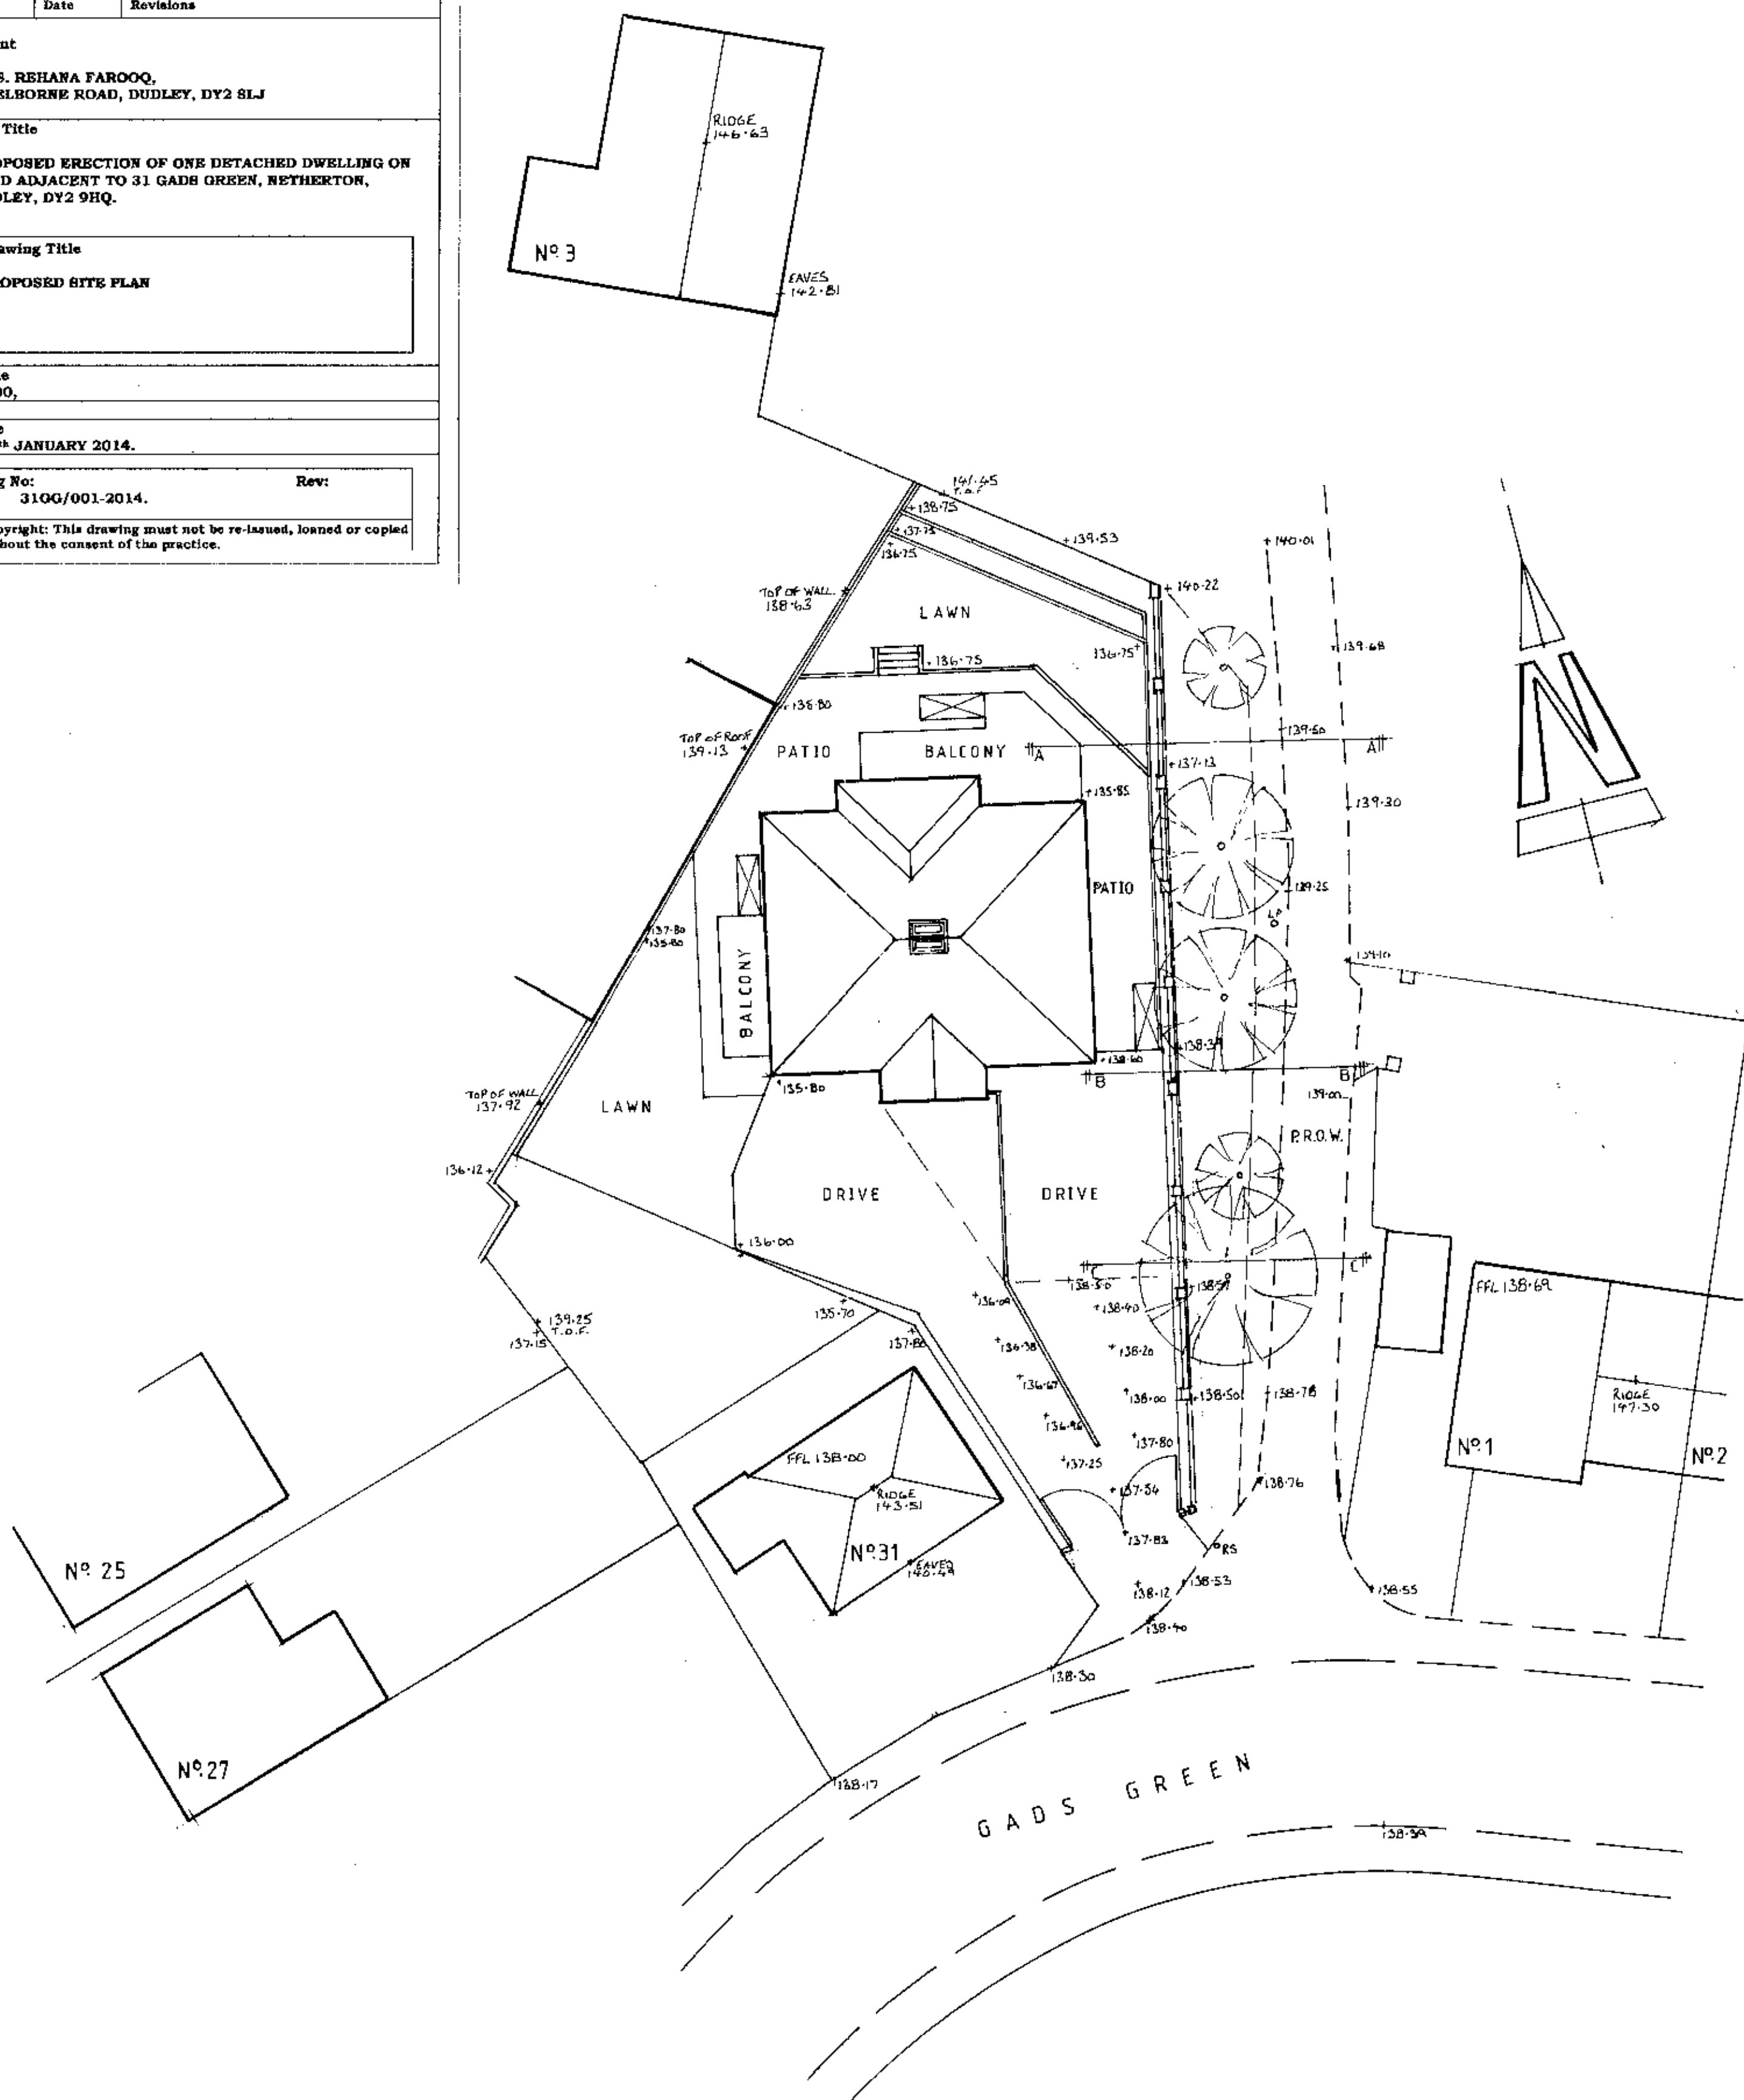 Date Revisions
REHANA FAROOQ,
ELBORNE ROAD, DUDLEY, DY2 8LJ
Title
OPOSED ERECTION OF ONE DETACHED DWELLING ON
D ADJACENT TO 31 GADS GREEN, NETHERTON,
LEY, DY2 9HQ.
awing Title
OPOSED SITE PLAN
JANUARY 2014.
No: Rev:
31GG/001-2014.
pyright: This drawing must not be re-issued, loaned or copied
hout the consent of the practice.
RIDGE
146.63
Nº 3
EAVES
142.81
141.45
T.O.F
138.75
137.75
136.75
139.53
140.01
140.22
TOP OF WALL
138.63
LAWN
136.75
136.75
139.68
135.80
TOP OF ROOF
139.13
PATIO
BALCONY
A
139.50
A
137.13
135.85
139.30
PATIO
139.25
LP
137.80
135.80
BALCONY
139.10
138.60
B
B
135.80
139.00
TOP OF WALL
137.92
LAWN
P.R.O.W.
136.12
DRIVE
DRIVE
136.00
C
138.50
FFL 138.69
136.09
138.40
135.70
139.25
T.O.F.
137.15
136.38
138.20
136.67
138.00
138.50
138.78
RIDGE
147.30
136.96
137.80
Nº 1
Nº 2
FFL 138.00
137.25
RIDGE
143.51
137.54
138.76
137.83
RS
Nº 31
EAVES
Nº 25
138.12
138.53
138.55
138.40
138.30
Nº 27
138.17
GADS GREEN
138.39
N